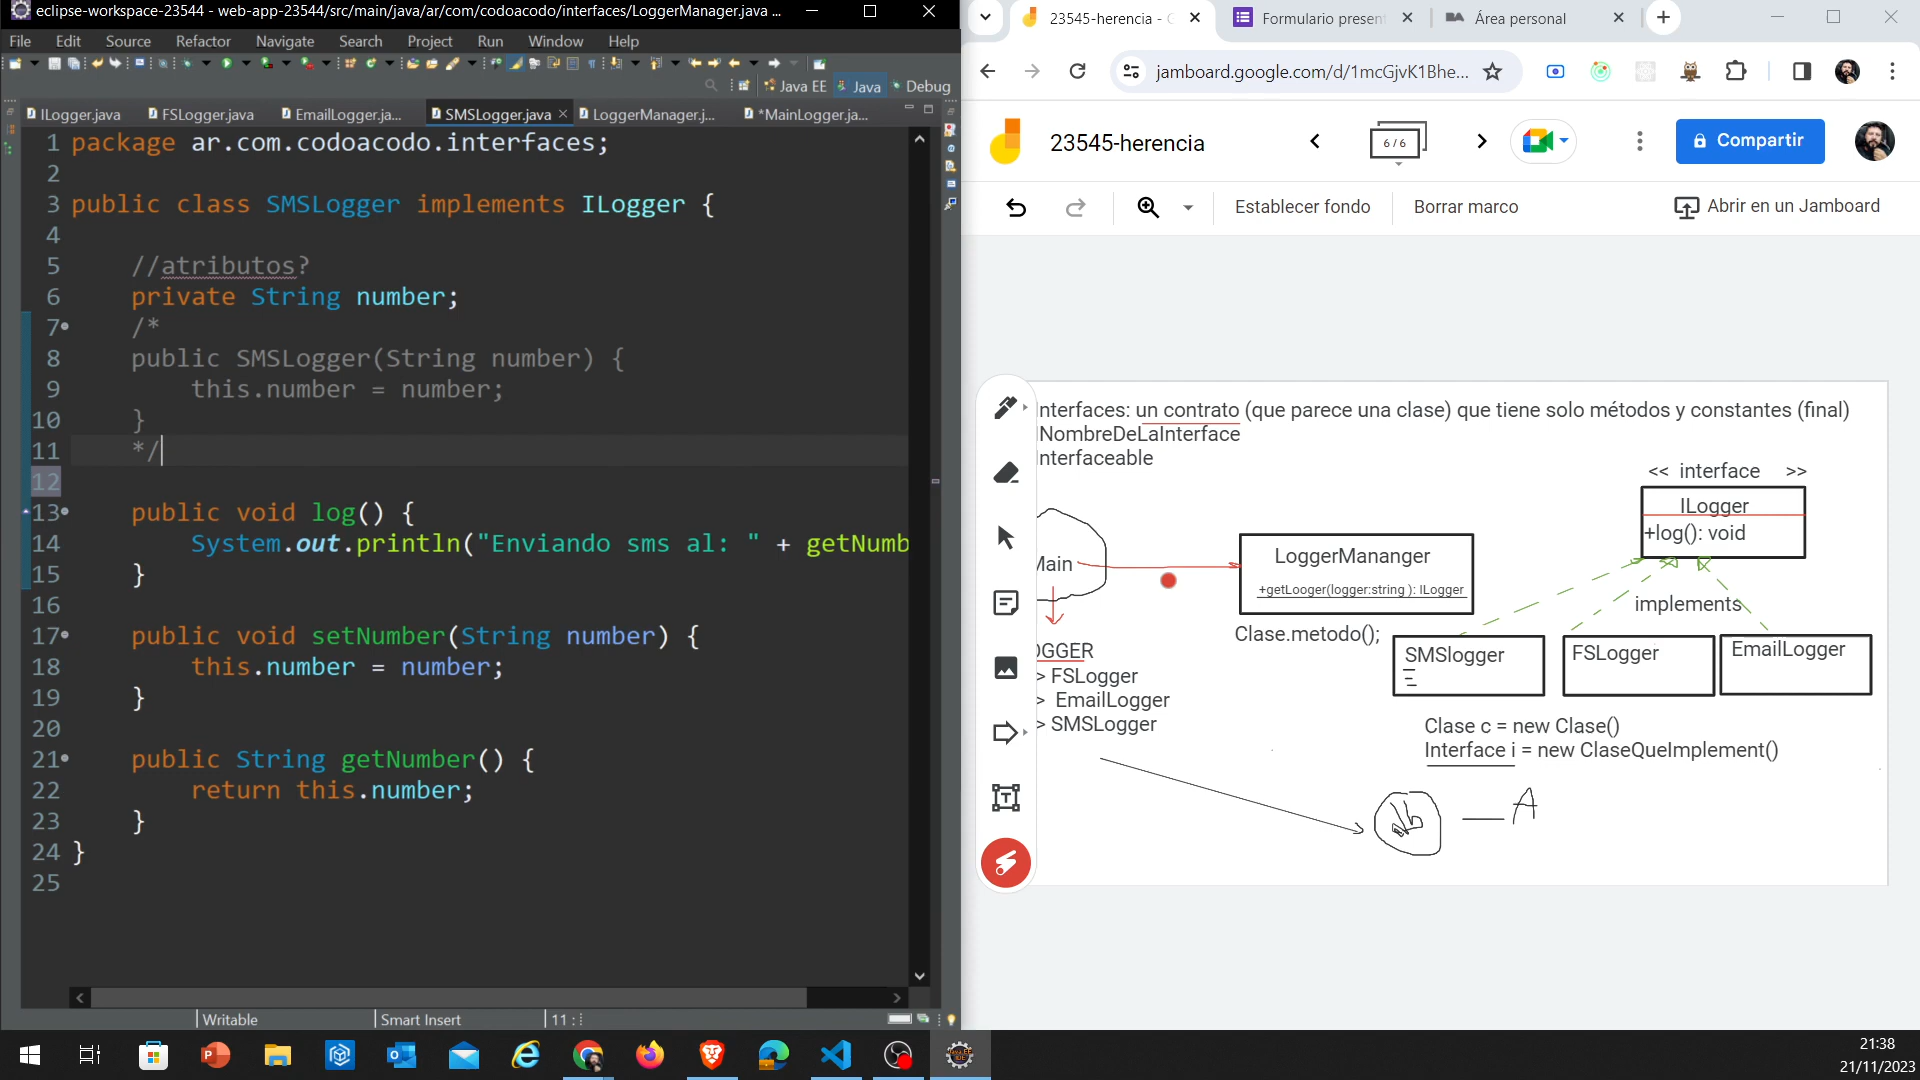 eclipse-workspace-23544 - web-app-23544/src/main/java/ar/com/codoacodo/interfaces/LoggerManager.java ...
File Edit Source Refactor Navigate Search Project Run Window Help
Java EE Java Debug
ILogger.java FSLogger.java EmailLogger.ja... SMSLogger.java LoggerManager.j... *MainLogger.ja...
1 package ar.com.codoacodo.interfaces;
2
3 public class SMSLogger implements ILogger {
4
5 //atributos?
6 private String number;
7 /*
8 public SMSLogger(String number) {
9 this.number = number;
10 }
11 */
12
13 public void log() {
14 System.out.println("Enviando sms al: " + getNumb
15 }
16
17 public void setNumber(String number) {
18 this.number = number;
19 }
20
21 public String getNumber() {
22 return this.number;
23 }
24 }
25
Writable Smart Insert 11 :
23545-herencia - Formulario present Área personal
jamboard.google.com/d/1mcGjvK1Bhe...
23545-herencia
6 / 6
Compartir
Establecer fondo Borrar marco Abrir en un Jamboard
nterfaces: un contrato (que parece una clase) que tiene solo métodos y constantes (final)
NombreDeLaInterface
nterfaceable
<< interface >>
ILogger
+log(): void
Main
LoggerMananger
+getLooger(logger:string ): ILogger
Clase.metodo();
implements
SMSlogger
FSLogger
EmailLogger
OGGER
> FSLogger
> EmailLogger
> SMSLogger
Clase c = new Clase()
Interface i = new ClaseQueImplement()
A
21:38
21/11/2023